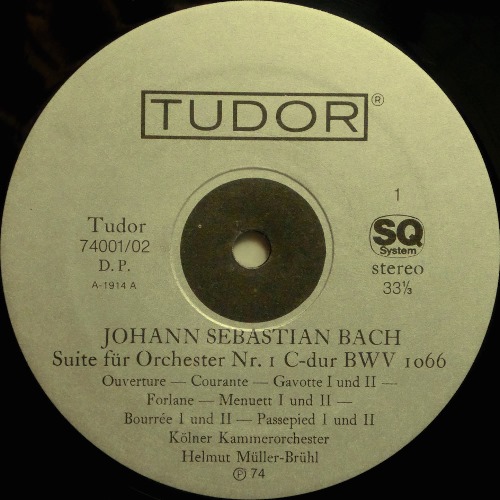 TUDOR®
Tudor
74001/02
D. P.
A-1914 A
1
SQ
System
stereo
33⅓
JOHANN SEBASTIAN BACH
Suite für Orchester Nr. 1 C-dur BWV 1066
Ouverture — Courante — Gavotte I und II —
Forlane — Menuett I und II —
Bourrée I und II — Passepied I und II
Kölner Kammerorchester
Helmut Müller-Brühl
℗ 74